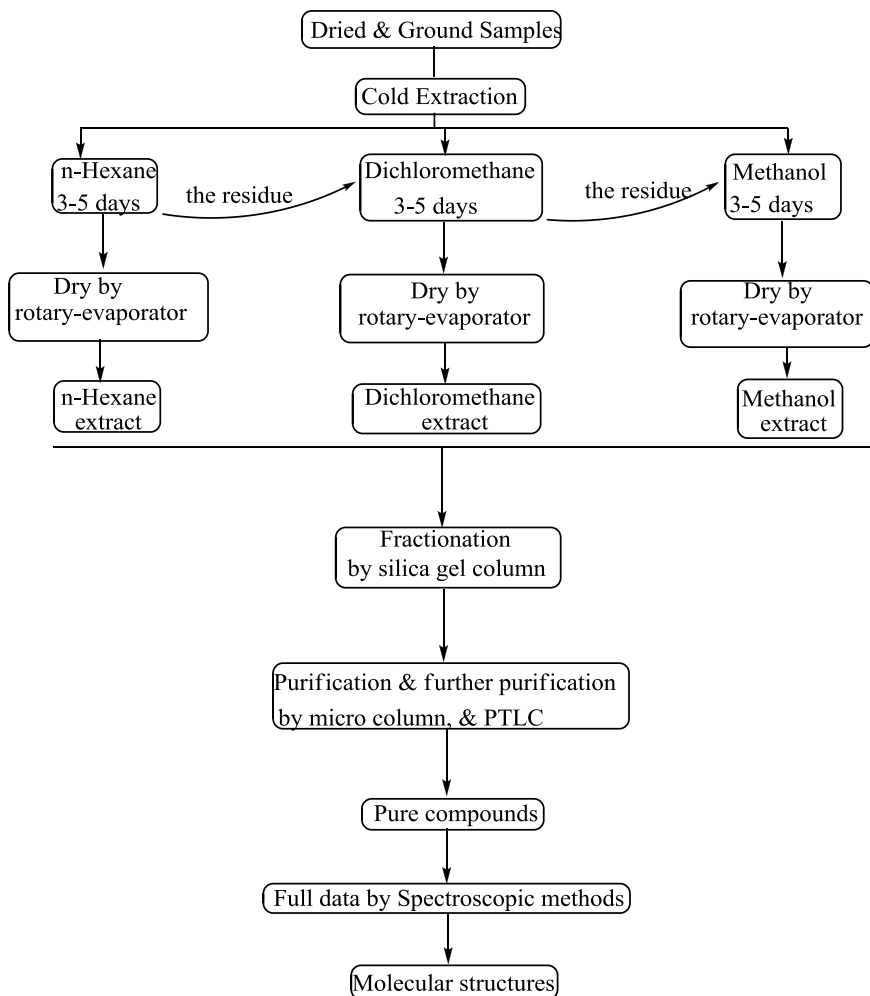 Dried & Ground Samples
Cold Extraction
n-Hexane
3-5 days
the residue
Dichloromethane
3-5 days
the residue
Methanol
3-5 days
Dry by
rotary-evaporator
Dry by
rotary-evaporator
Dry by
rotary-evaporator
n-Hexane
extract
Dichloromethane
extract
Methanol
extract
Fractionation
by silica gel column
Purification & further purification
by micro column, & PTLC
Pure compounds
Full data by Spectroscopic methods
Molecular structures